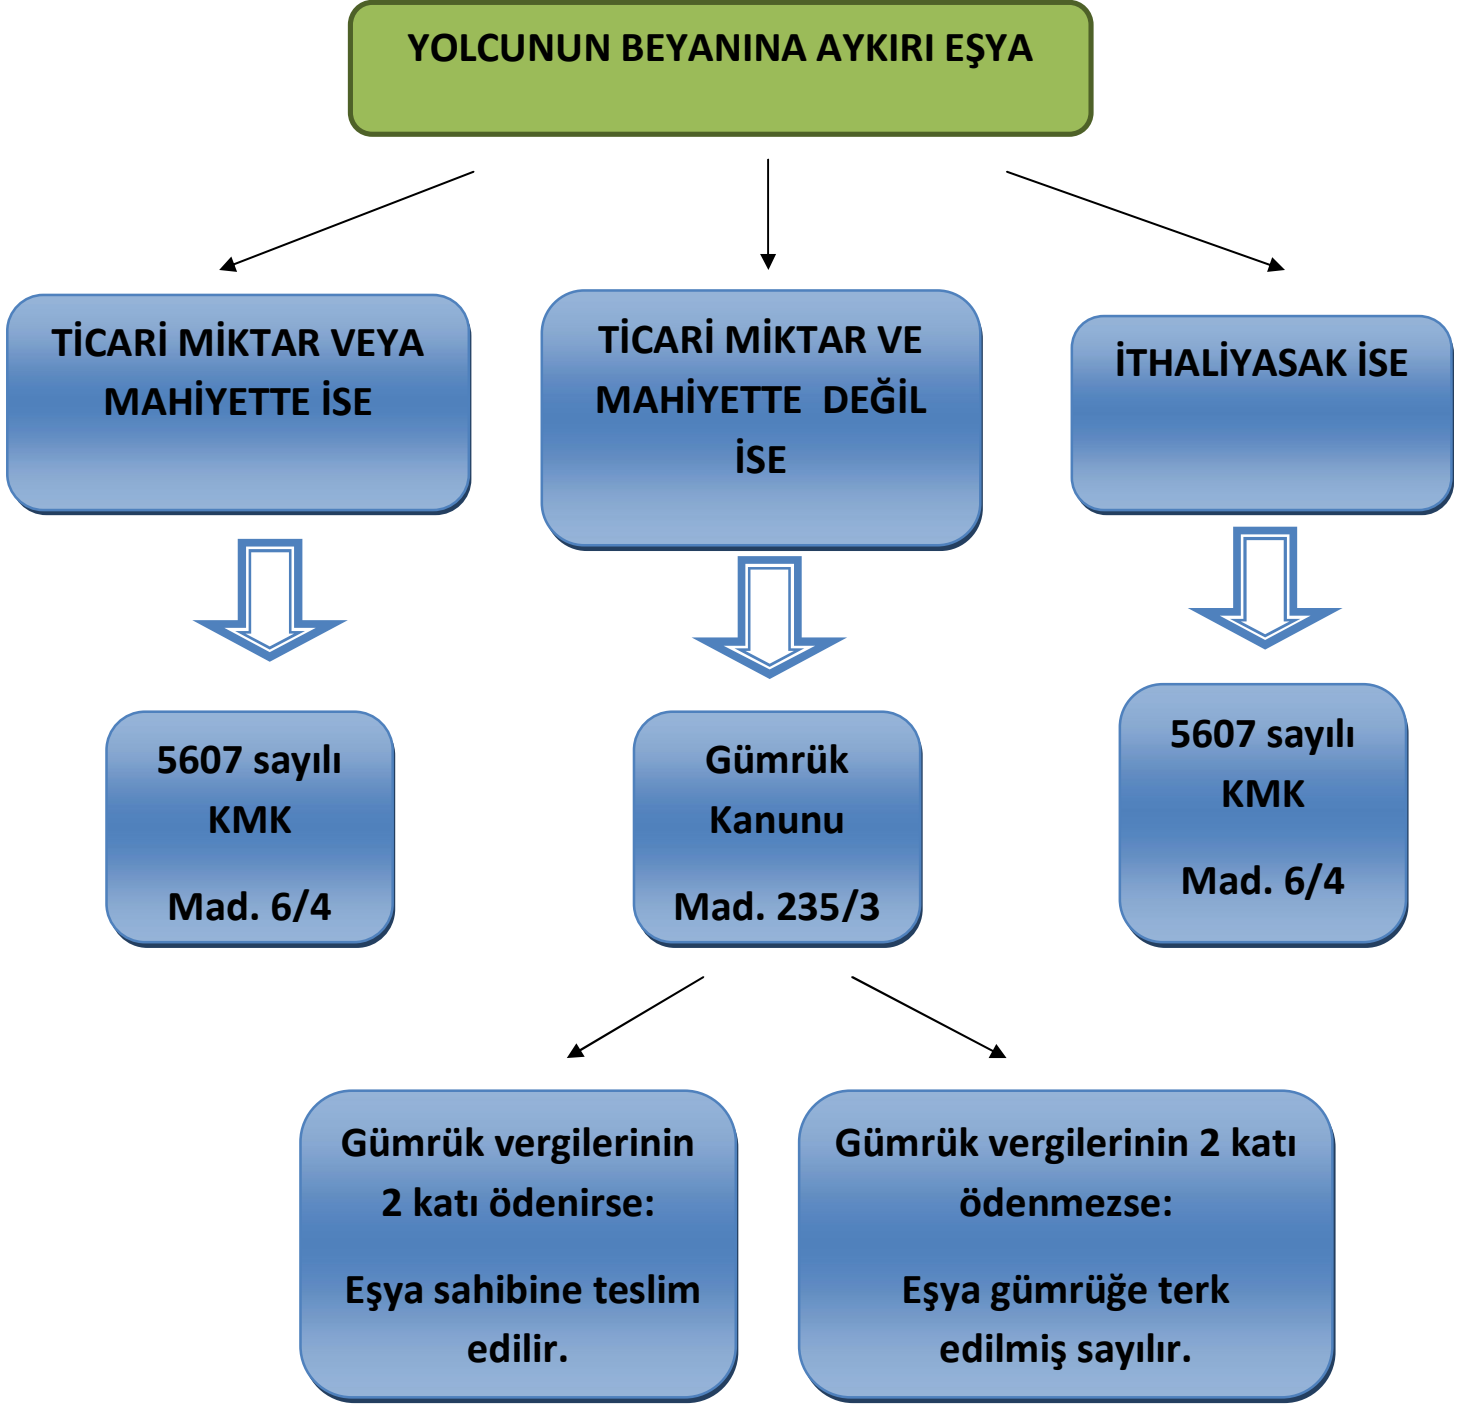 YOLCUNUN BEYANINA AYKIRI EŞYA
TİCARİ MİKTAR VEYA
MAHİYETTE İSE
TİCARİ MİKTAR VE
MAHİYETTE DEĞİL
İSE
İTHALİYASAK İSE
5607 sayılı
KMK
Mad. 6/4
Gümrük
Kanunu
Mad. 235/3
5607 sayılı
KMK
Mad. 6/4
Gümrük vergilerinin
2 katı ödenirse:
Eşya sahibine teslim
edilir.
Gümrük vergilerinin 2 katı
ödenmezse:
Eşya gümrüğe terk
edilmiş sayılır.